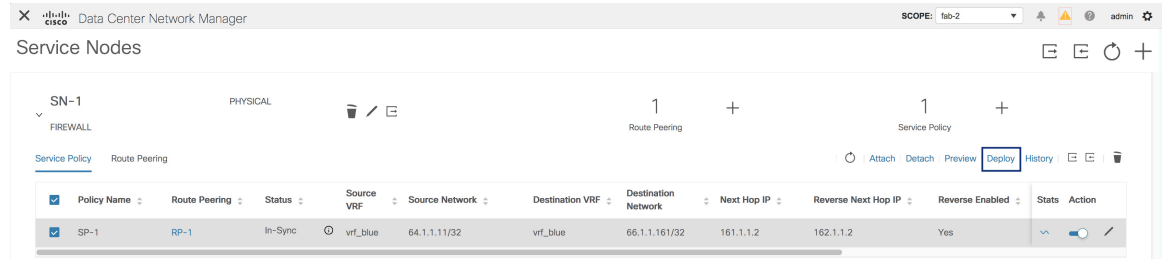 cisco Data Center Network Manager SCOPE: fab-2 admin
Service Nodes
SN-1 PHYSICAL 1 1
FIREWALL Route Peering Service Policy
Service Policy Route Peering Attach Detach Preview Deploy History
Policy Name Route Peering Status Source VRF Source Network Destination VRF Destination Network Next Hop IP Reverse Next Hop IP Reverse Enabled Stats Action
SP-1 RP-1 In-Sync vrf_blue 64.1.1.11/32 vrf_blue 66.1.1.161/32 161.1.1.2 162.1.1.2 Yes